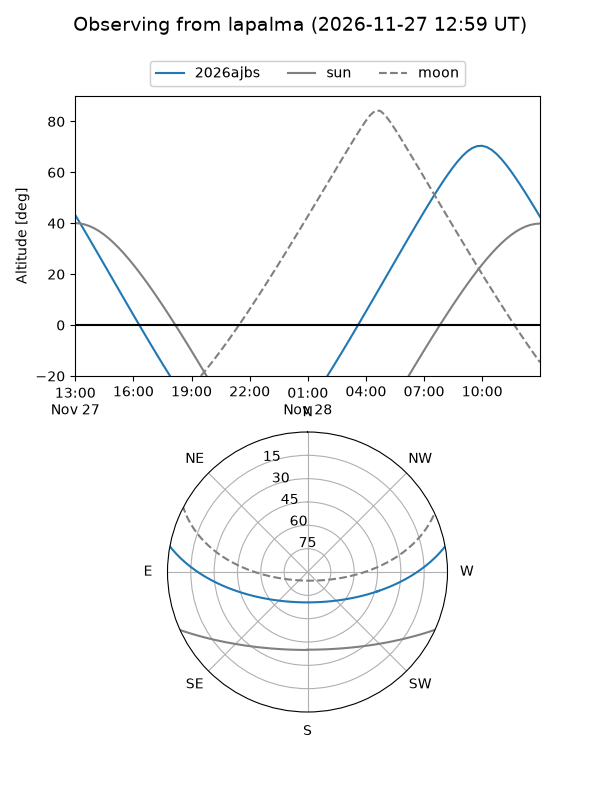 Observing from lapalma (2026-11-27 12:59 UT)
2026ajbs sun moon
Altitude [deg]
80
60
40
20
0
−20
13:00 16:00 19:00 22:00 01:00 04:00 07:00 10:00
Nov 27 Nov 28
N
NE NW
15
30
45
60
75
E W
SE SW
S